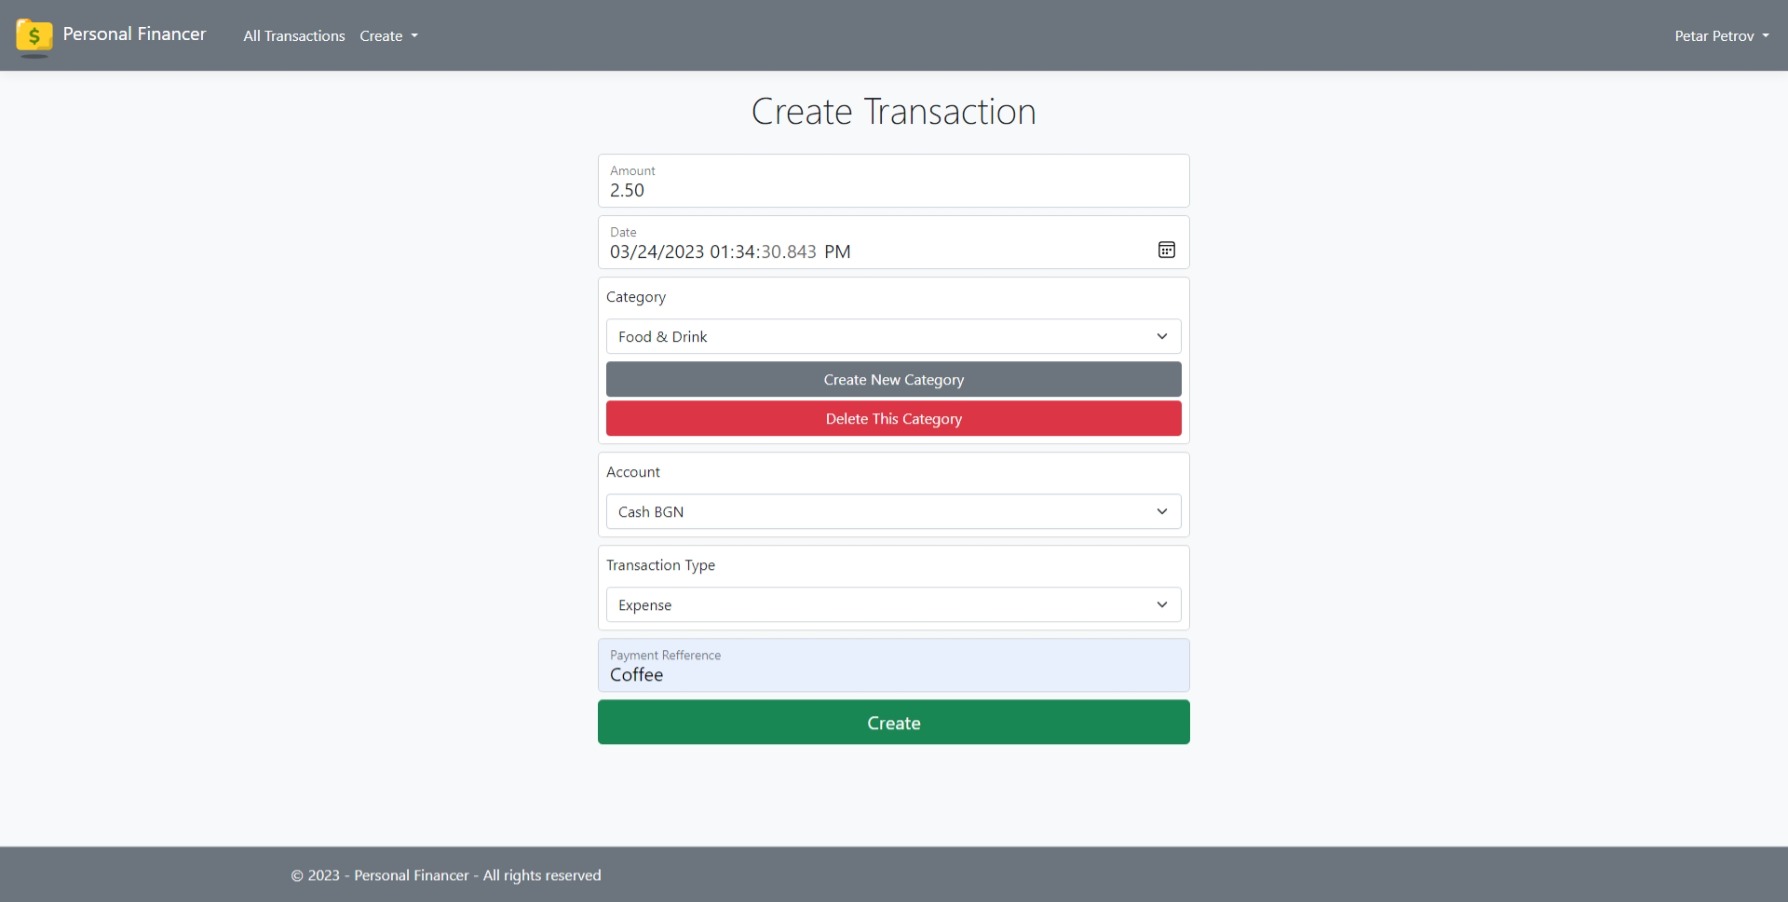 Personal Financer
All Transactions
Create
Petar Petrov
Create Transaction
Amount
2.50
Date
03/24/2023 01:34:30.843 PM
Category
Food & Drink
Create New Category
Delete This Category
Account
Cash BGN
Transaction Type
Expense
Payment Refference
Coffee
Create
© 2023 - Personal Financer - All rights reserved